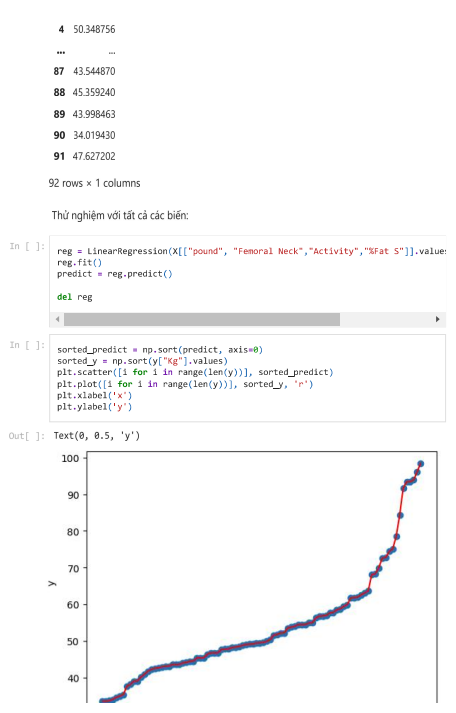 4 50.348756
... ...
87 43.544870
88 45.359240
89 43.998463
90 34.019430
91 47.627202
92 rows × 1 columns
Thử nghiệm với tất cả các biến:
In [ ]: reg = LinearRegression(X[["pound", "Femoral Neck","Activity","%Fat S"]].values
reg.fit()
predict = reg.predict()
del reg
In [ ]: sorted_predict = np.sort(predict, axis=0)
sorted_y = np.sort(y["Kg"].values)
plt.scatter([i for i in range(len(y))], sorted_predict)
plt.plot([i for i in range(len(y))], sorted_y, 'r')
plt.xlabel('x')
plt.ylabel('y')
Out[ ]: Text(0, 0.5, 'y')
100
90
80
70
y
60
50
40